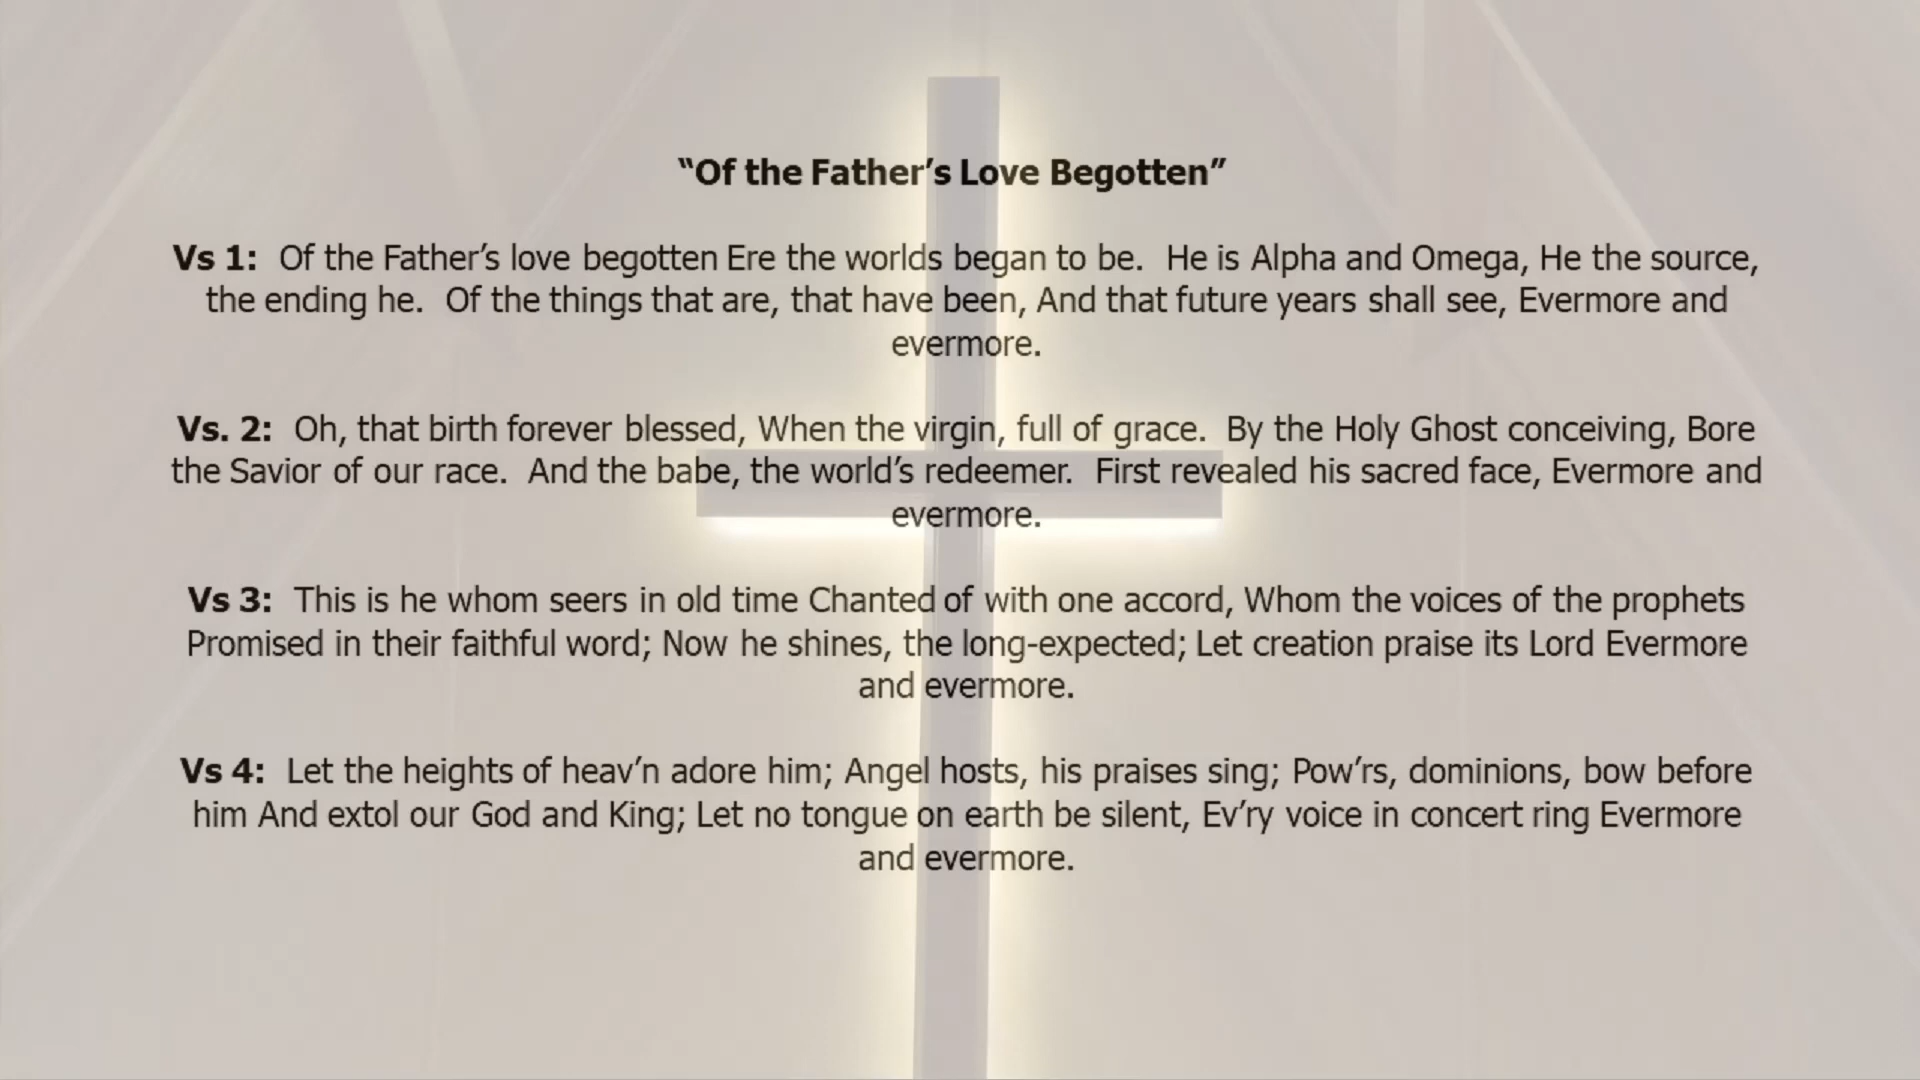 “Of the Father’s Love Begotten”
Vs 1:  Of the Father’s love begotten Ere the worlds began to be.  He is Alpha and Omega, He the source,
the ending he.  Of the things that are, that have been, And that future years shall see, Evermore and
evermore.
Vs. 2:  Oh, that birth forever blessed, When the virgin, full of grace.  By the Holy Ghost conceiving, Bore
the Savior of our race.  And the babe, the world’s redeemer.  First revealed his sacred face, Evermore and
evermore.
Vs 3:  This is he whom seers in old time Chanted of with one accord, Whom the voices of the prophets
Promised in their faithful word; Now he shines, the long-expected; Let creation praise its Lord Evermore
and evermore.
Vs 4:  Let the heights of heav’n adore him; Angel hosts, his praises sing; Pow’rs, dominions, bow before
him And extol our God and King; Let no tongue on earth be silent, Ev’ry voice in concert ring Evermore
and evermore.